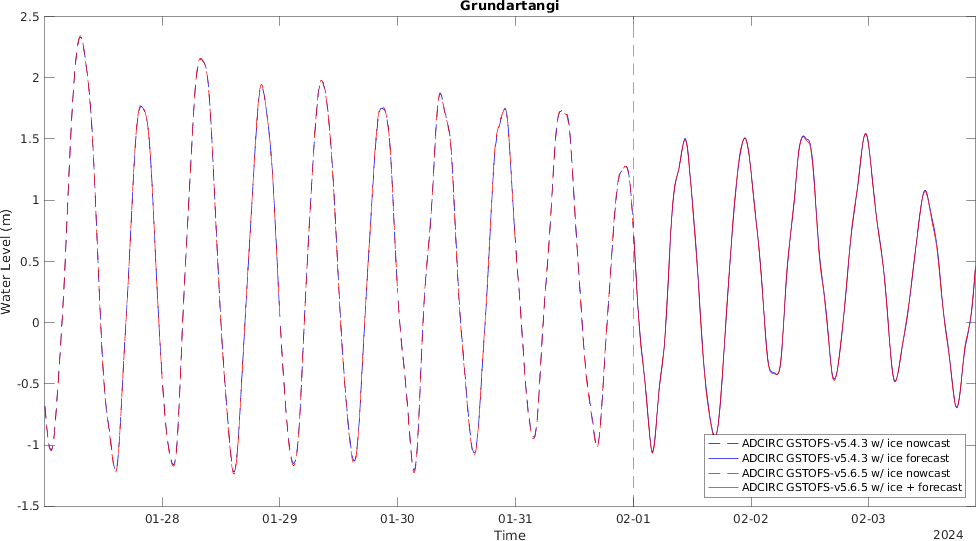 Grundartangi
2.5
2
1.5
1
0.5
0
-0.5
-1
-1.5
Water Level (m)
01-28
01-29
01-30
01-31
02-01
02-02
02-03
Time
2024
ADCIRC GSTOFS-v5.4.3 w/ ice nowcast
ADCIRC GSTOFS-v5.4.3 w/ ice forecast
ADCIRC GSTOFS-v5.6.5 w/ ice nowcast
ADCIRC GSTOFS-v5.6.5 w/ ice + forecast